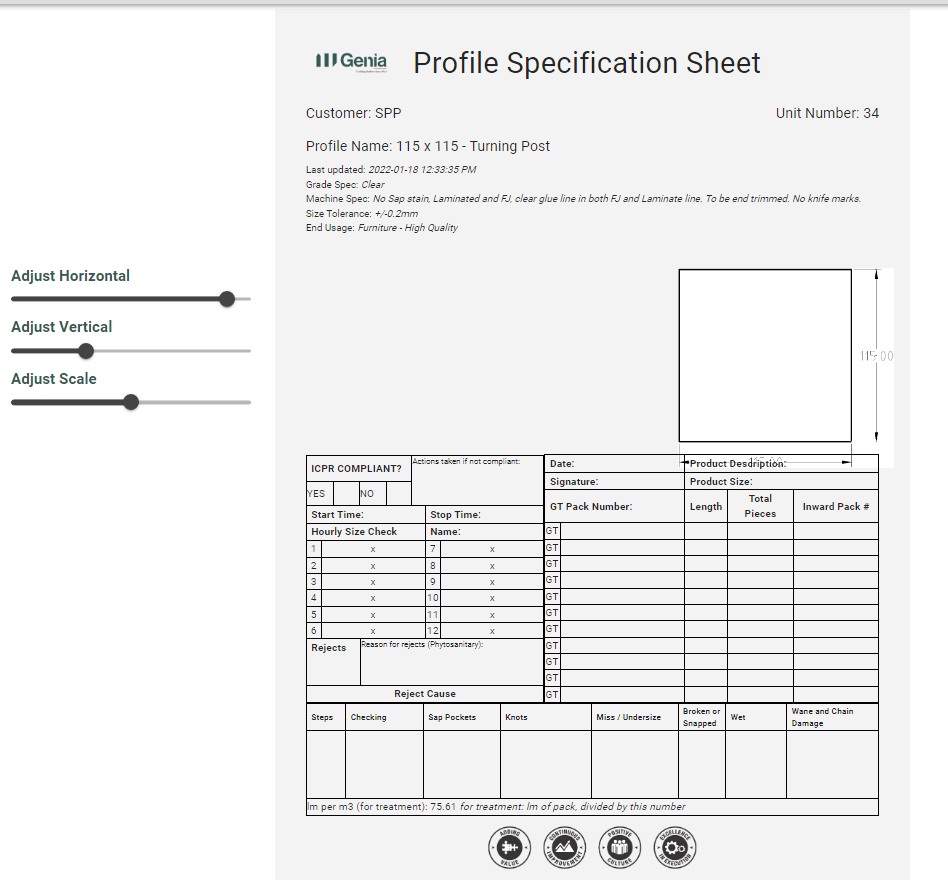 Genia
Profile Specification Sheet
Customer: SPP
Unit Number: 34
Profile Name: 115 x 115 - Turning Post
Last updated: 2022-01-18 12:33:35 PM
Grade Spec: Clear
Machine Spec: No Sap stain, Laminated and FJ, clear glue line in both FJ and Laminate line. To be end trimmed. No knife marks.
Size Tolerance: +/-0.2mm
End Usage: Furniture - High Quality
Adjust Horizontal
Adjust Vertical
Adjust Scale
115.00
ICPR COMPLIANT?
Actions taken if not compliant:
YES
NO
Start Time:
Stop Time:
Hourly Size Check
Name:
1 x 7 x
2 x 8 x
3 x 9 x
4 x 10 x
5 x 11 x
6 x 12 x
Rejects
Reason for rejects (Phytosanitary):
Reject Cause
Date:
Product Description:
Signature:
Product Size:
GT Pack Number:
Length
Total
Pieces
Inward Pack #
GT
GT
GT
GT
GT
GT
GT
GT
GT
GT
GT
Steps
Checking
Sap Pockets
Knots
Miss / Undersize
Broken or
Snapped
Wet
Wane and Chain
Damage
lm per m3 (for treatment): 75.61 for treatment: lm of pack, divided by this number
ADDING
VALUE
CONTINUOUS
IMPROVEMENT
POSITIVE
CULTURE
EXCELLENCE
IN EXECUTION